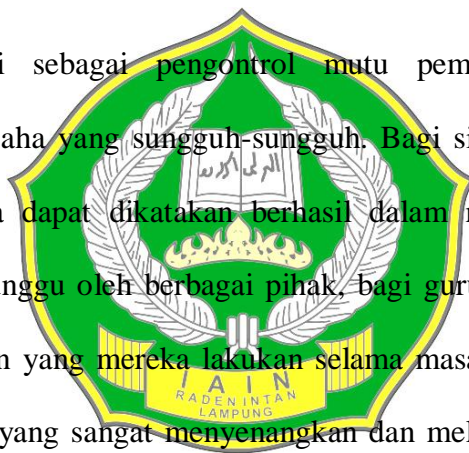 i sebagai pengontrol mutu pem
aha yang sungguh-sungguh. Bagi si
a dapat dikatakan berhasil dalam
nggu oleh berbagai pihak, bagi guru
n yang mereka lakukan selama masa
I A I N
RADEN INTAN
LAMPUNG
yang sangat menyenangkan dan mel